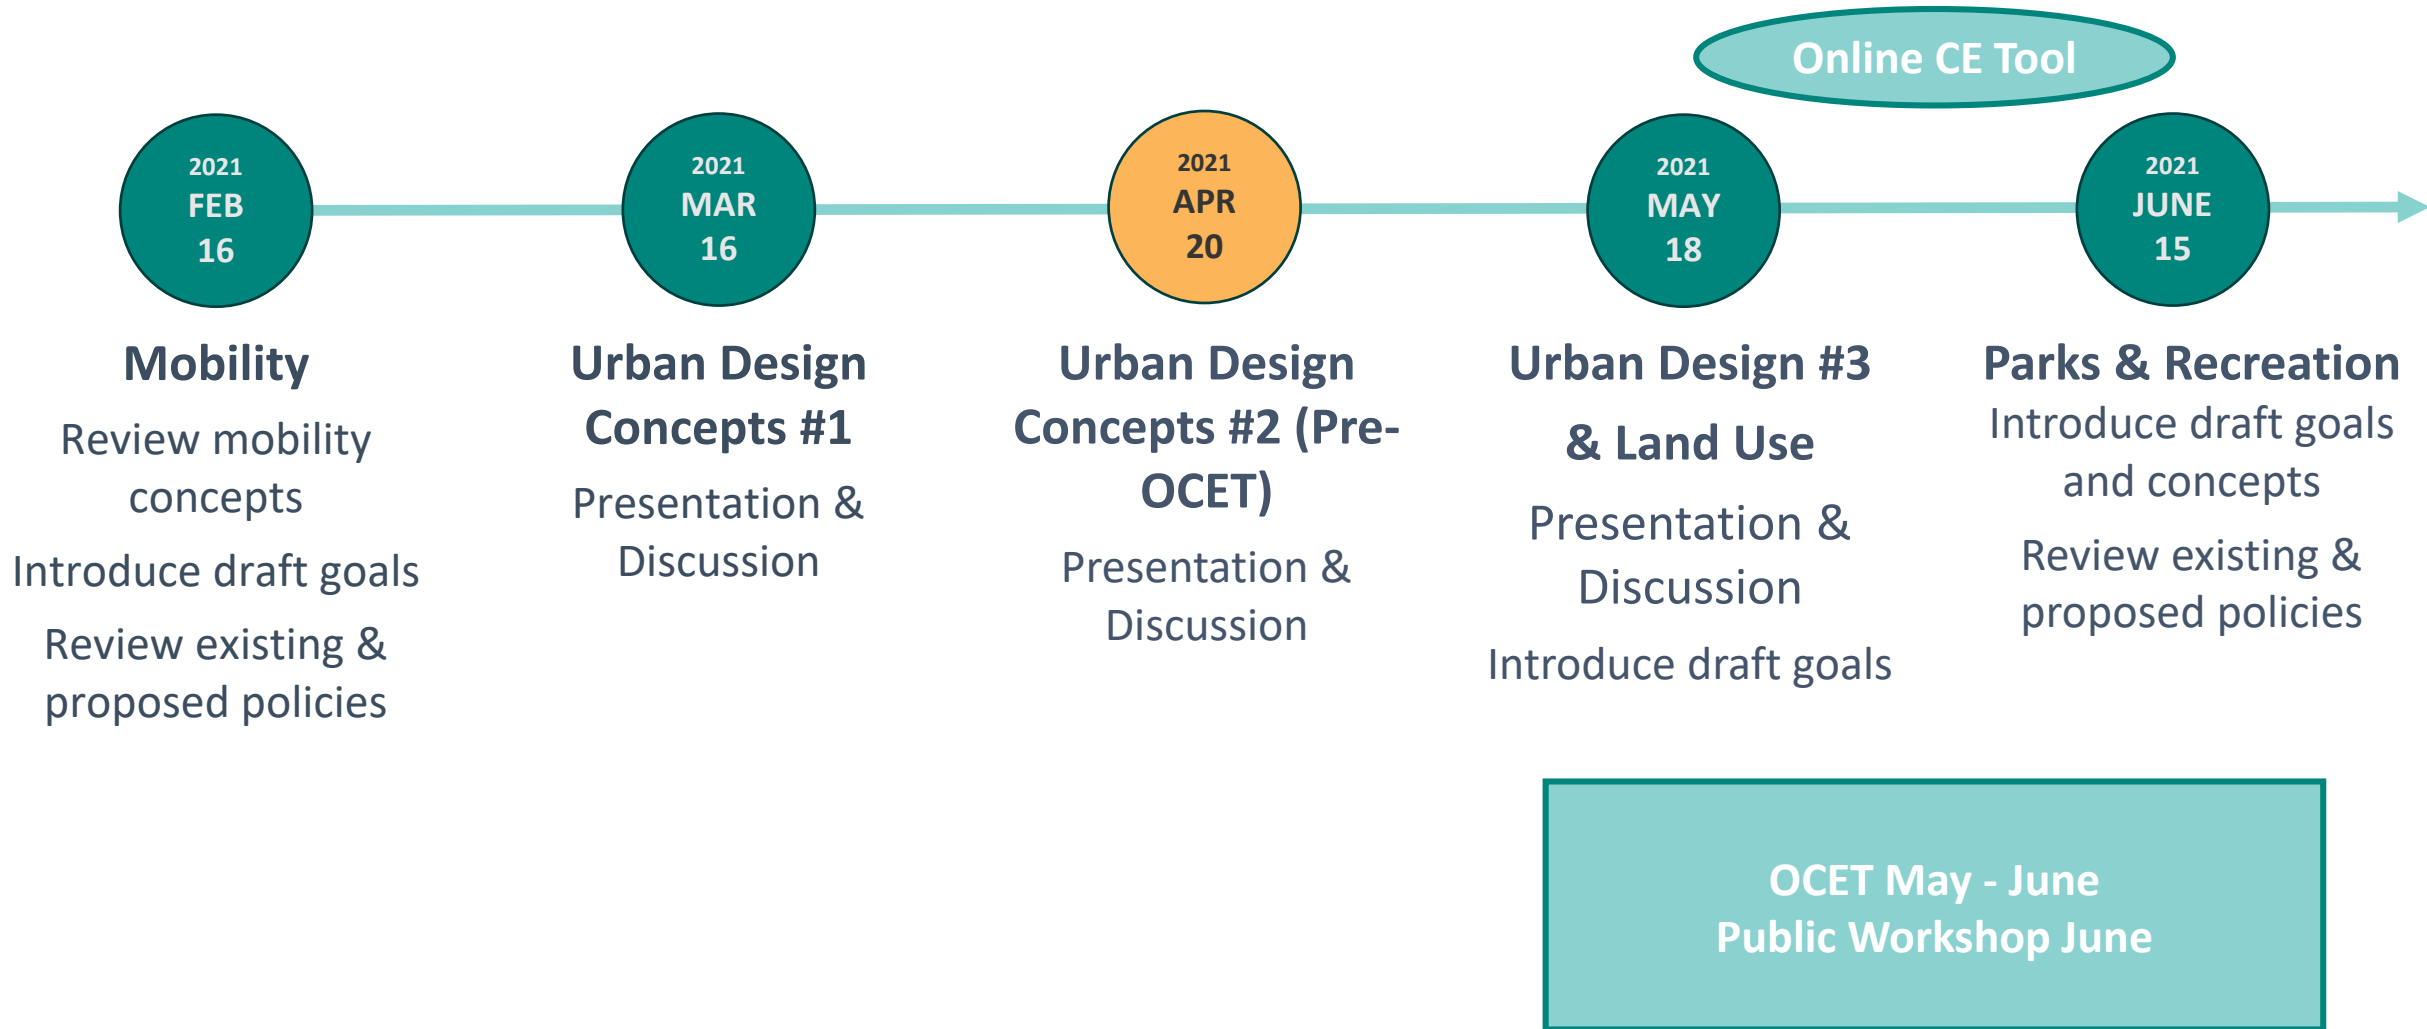 Online CE Tool
2021
FEB
16
2021
MAR
16
2021
APR
20
2021
MAY
18
2021
JUNE
15
Mobility
Review mobility
concepts
Introduce draft goals
Review existing &
proposed policies
Urban Design
Concepts #1
Presentation &
Discussion
Urban Design
Concepts #2 (Pre-
OCET)
Presentation &
Discussion
Urban Design #3
& Land Use
Presentation &
Discussion
Introduce draft goals
Parks & Recreation
Introduce draft goals
and concepts
Review existing &
proposed policies
OCET May - June
Public Workshop June